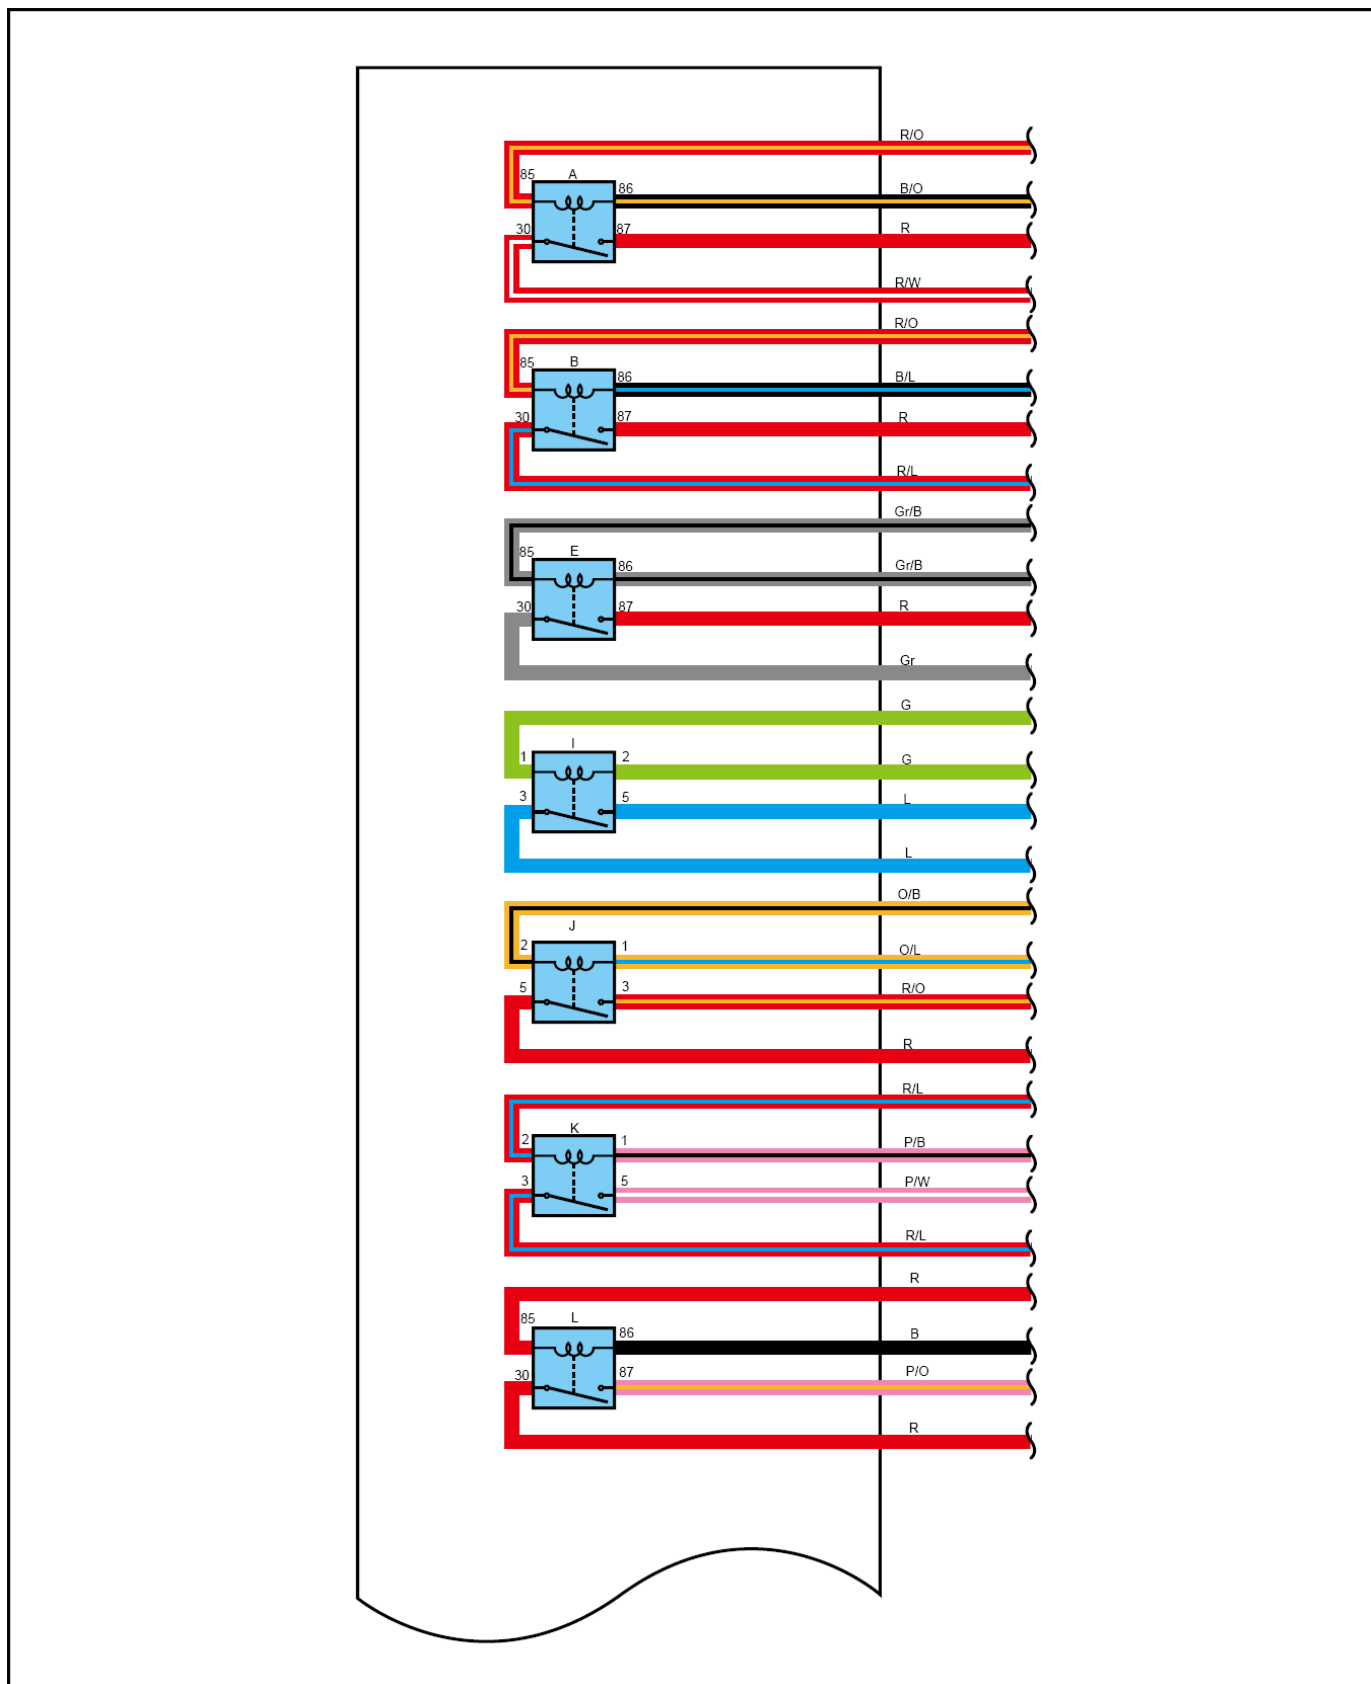 R/O
85 A 86 B/O
30 87 R
R/W
R/O
85 B 86 B/L
30 87 R
R/L
Gr/B
85 E 86 Gr/B
30 87 R
Gr
G
1 I 2 G
3 5 L
L
O/B
2 J 1 O/L
5 3 R/O
R
R/L
2 K 1 P/B
3 5 P/W
R/L
R
85 L 86 B
30 87 P/O
R